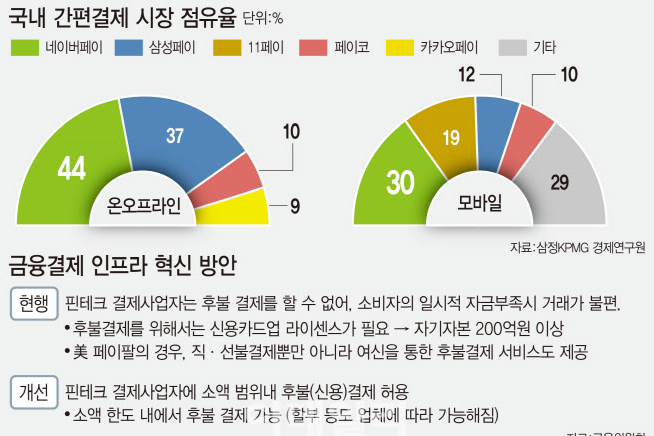 국내 간편결제 시장 점유율 단위:%
네이버페이 삼성페이 11페이 페이코 카카오페이 기타
44
37
10
9
온오프라인
30
19
12
10
29
모바일
자료:삼정KPMG 경제연구원
금융결제 인프라 혁신 방안
현행 핀테크 결제사업자는 후불 결제를 할 수 없어, 소비자의 일시적 자금부족시 거래가 불편.
•후불결제를 위해서는 신용카드업 라이센스가 필요 → 자기자본 200억원 이상
•美 페이팔의 경우, 직·선불결제뿐만 아니라 여신을 통한 후불결제 서비스도 제공
개선 핀테크 결제사업자에 소액 범위내 후불(신용)결제 허용
•소액 한도 내에서 후불 결제 가능 (할부 등도 업체에 따라 가능해짐)